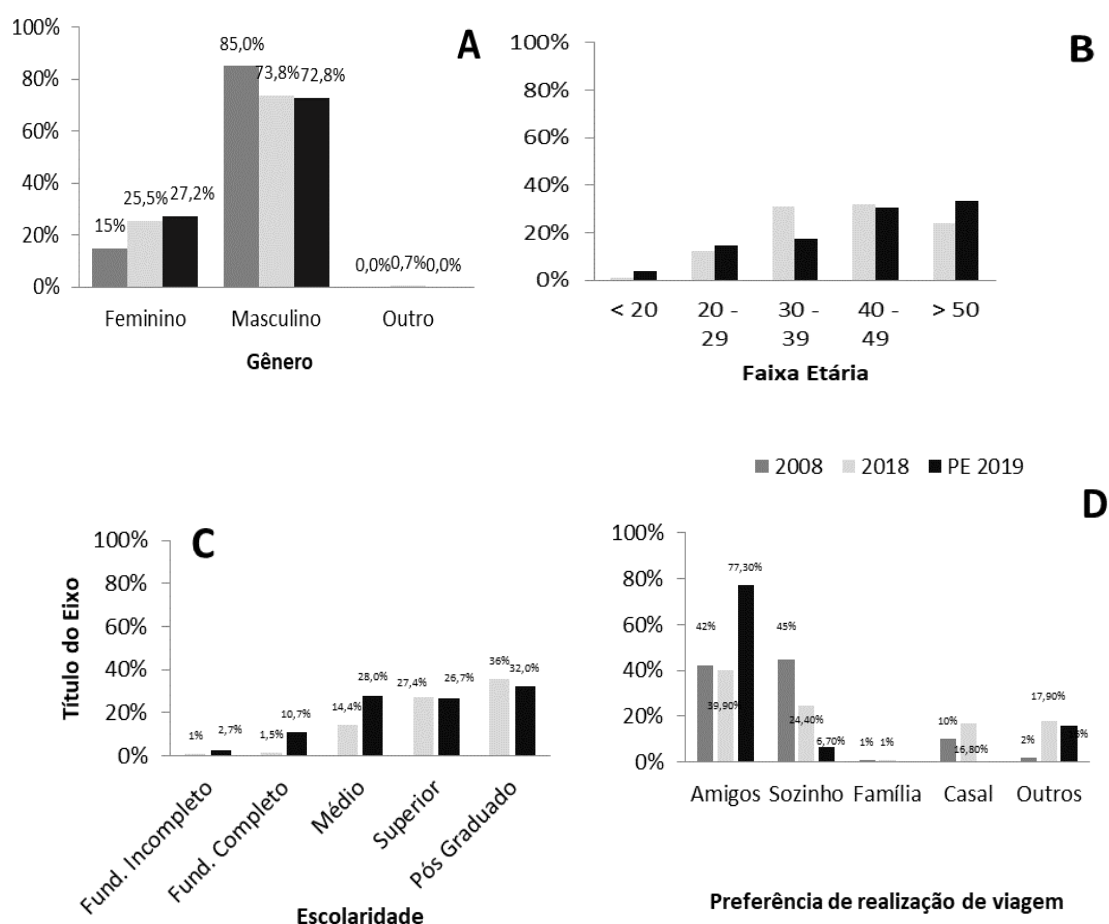 A
100%
80%
60%
40%
20%
0%
15%
25,5%
27,2%
85,0%
73,8%
72,8%
0,0%
0,7%
0,0%
Feminino
Masculino
Outro
Gênero
B
100%
80%
60%
40%
20%
0%
< 20
20 -
29
30 -
39
40 -
49
> 50
Faixa Etária
2008
2018
PE 2019
C
Título do Eixo
100%
80%
60%
40%
20%
0%
1%
2,7%
1,5%
10,7%
14,4%
28,0%
27,4%
26,7%
36%
32,0%
Fund. Incompleto
Fund. Completo
Médio
Superior
Pós Graduado
Escolaridade
D
100%
80%
60%
40%
20%
0%
42%
39,90%
77,30%
45%
24,40%
6,70%
1%
1%
10%
16,80%
2%
17,90%
Amigos
Sozinho
Família
Casal
Outros
Preferência de realização de viagem